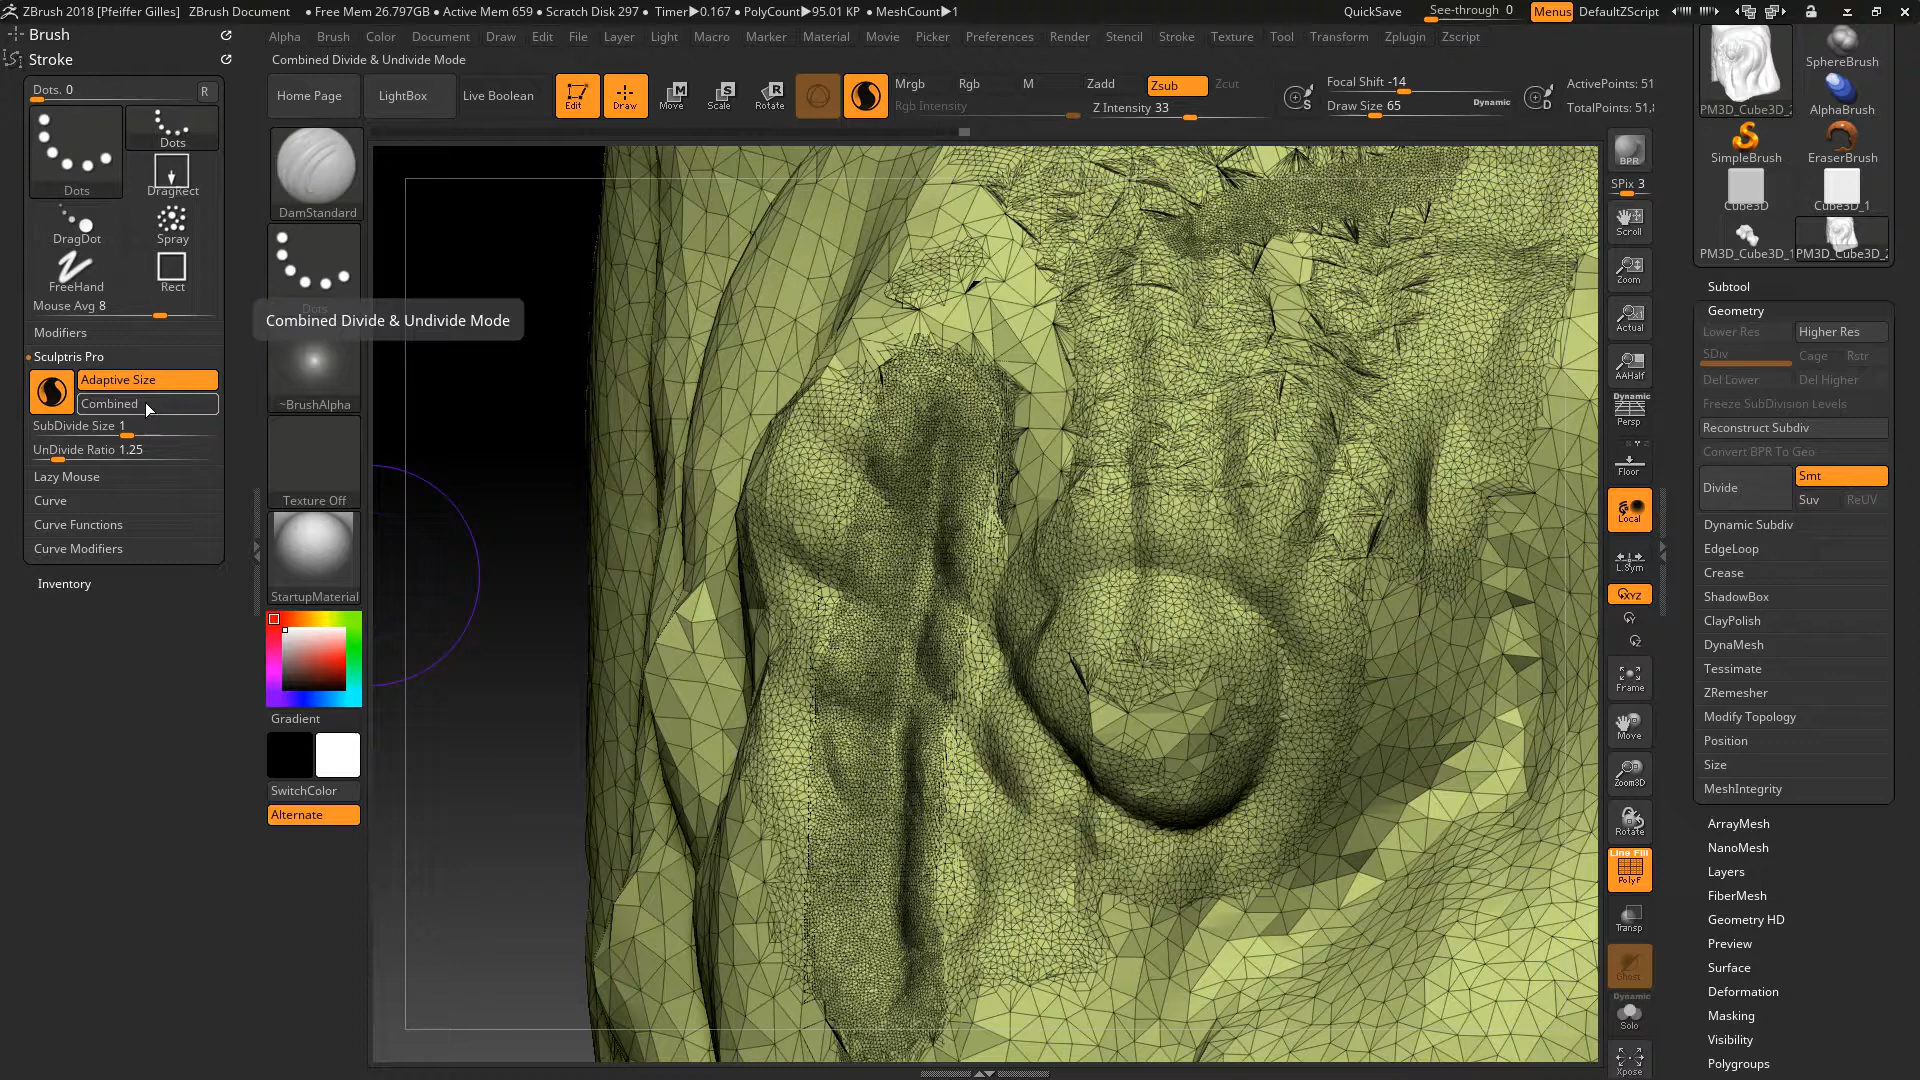 ZBrush 2018 [Pfeiffer Gilles] ZBrush Document ● Free Mem 26.797GB ● Active Mem 659 ● Scratch Disk 297 ● Timer▶0.167 ● PolyCount▶95.01 KP ● MeshCount▶1 QuickSave See-through 0 Menus DefaultZScript
Brush
Stroke
Alpha Brush Color Document Draw Edit File Layer Light Macro Marker Material Movie Picker Preferences Render Stencil Stroke Texture Tool Transform Zplugin Zscript
Combined Divide & Undivide Mode
Home Page LightBox Live Boolean Edit Draw Move Scale Rotate
Mrgb Rgb M Zadd Zsub Zcut
Rgb Intensity Z Intensity 33
Focal Shift -14
Draw Size 65 Dynamic
ActivePoints: 51
TotalPoints: 51,
Dots. 0 R
Dots
Dots
DragRect
DragDot Spray
FreeHand Rect
Mouse Avg 8
Modifiers
Sculptris Pro
Adaptive Size
Combined
SubDivide Size 1
UnDivide Ratio 1.25
Lazy Mouse
Curve
Curve Functions
Curve Modifiers
Inventory
DamStandard
Dots
Combined Divide & Undivide Mode
~BrushAlpha
Texture Off
StartupMaterial
Gradient
SwitchColor
Alternate
BPR
SPix 3
Scroll
Zoom
Actual
AAHalf
Dynamic
Persp
Floor
Local
L.Sym
XYZ
Y
Z
Frame
Move
Zoom3D
Rotate
Line Fill
PolyF
Transp
Ghost
Dynamic
Solo
Xpose
PM3D_Cube3D_2
SphereBrush
AlphaBrush
SimpleBrush EraserBrush
Cube3D Cube3D_1
PM3D_Cube3D_1 PM3D_Cube3D_2
Subtool
Geometry
Lower Res Higher Res
SDiv Cage Rstr
Del Lower Del Higher
Freeze SubDivision Levels
Reconstruct Subdiv
Convert BPR To Geo
Divide Smt
Suv ReUV
Dynamic Subdiv
EdgeLoop
Crease
ShadowBox
ClayPolish
DynaMesh
Tessimate
ZRemesher
Modify Topology
Position
Size
MeshIntegrity
ArrayMesh
NanoMesh
Layers
FiberMesh
Geometry HD
Preview
Surface
Deformation
Masking
Visibility
Polygroups